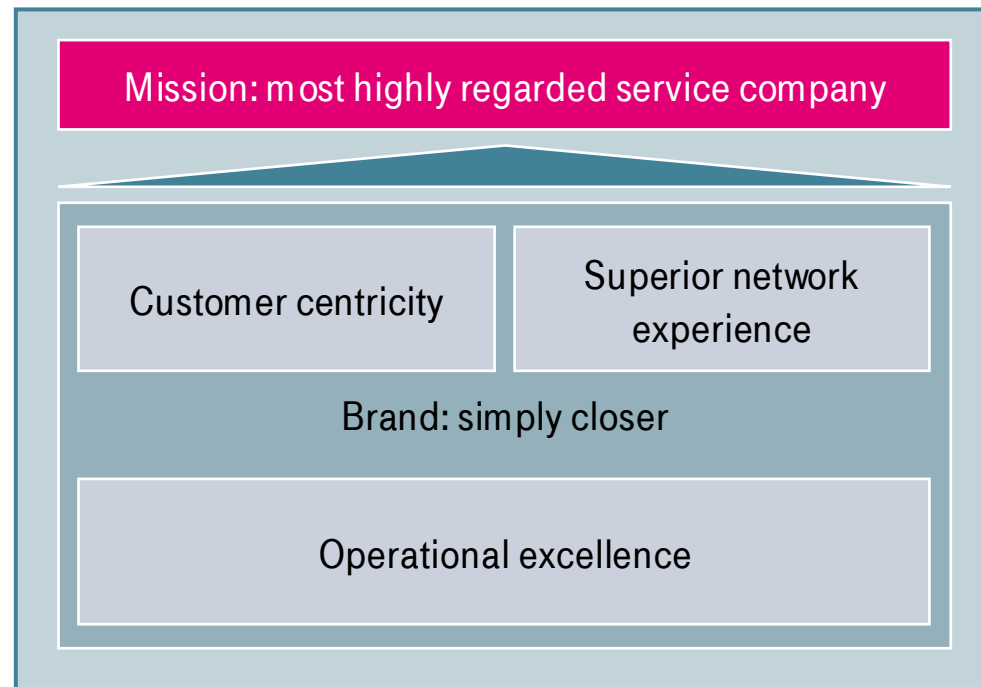 Mission: most highly regarded service company
Customer centricity
Superior network
experience
Brand: simply closer
Operational excellence